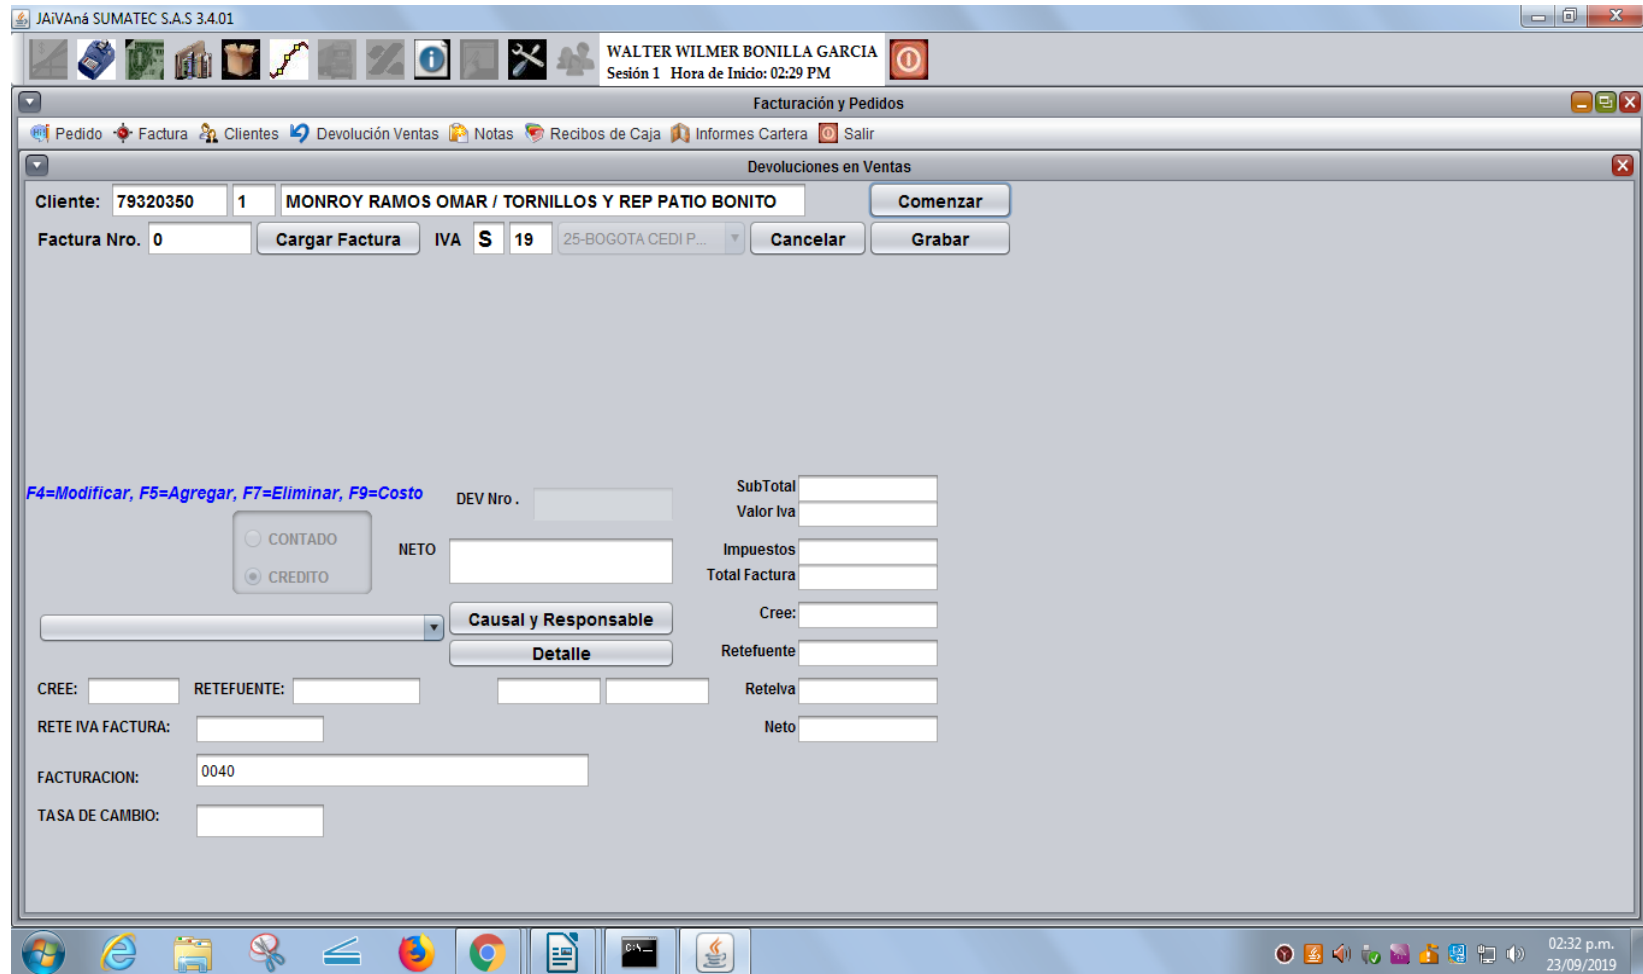 JAiVAná SUMATEC S.A.S 3.4.01
WALTER WILMER BONILLA GARCIA
Sesión 1 Hora de Inicio: 02:29 PM
Facturación y Pedidos
Pedido Factura Clientes Devolución Ventas Notas Recibos de Caja Informes Cartera Salir
Devoluciones en Ventas
Cliente: 79320350 1 MONROY RAMOS OMAR / TORNILLOS Y REP PATIO BONITO Comenzar
Factura Nro. 0 Cargar Factura IVA S 19 25-BOGOTA CEDI P... Cancelar Grabar
F4=Modificar, F5=Agregar, F7=Eliminar, F9=Costo
DEV Nro .
SubTotal
Valor Iva
CONTADO
CREDITO
NETO
Impuestos
Total Factura
Causal y Responsable
Cree:
Detalle
Retefuente
CREE: RETEFUENTE:
ReteIva
RETE IVA FACTURA:
Neto
FACTURACION: 0040
TASA DE CAMBIO:
C:\_
02:32 p.m.
23/09/2019